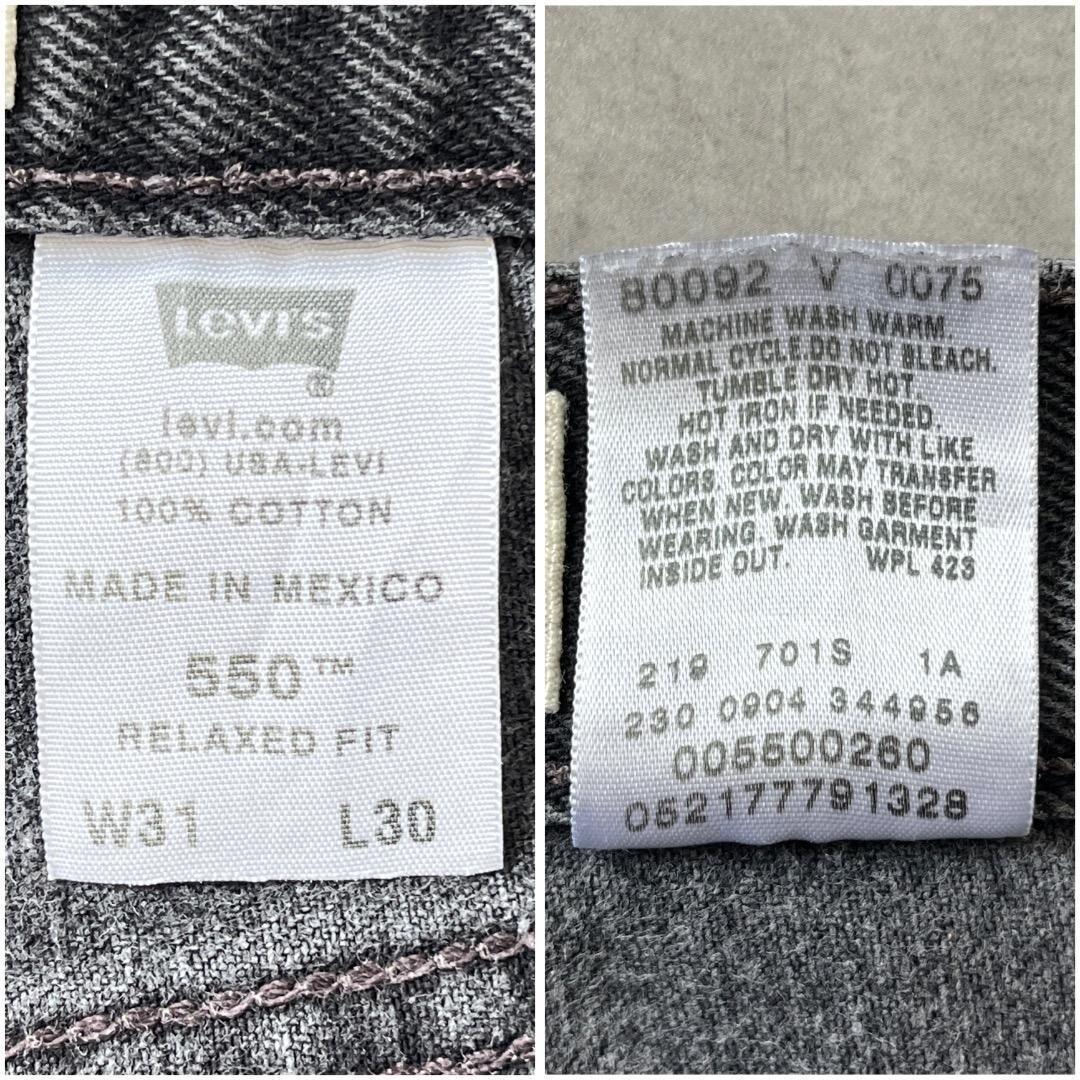 Levi's
®
levi.com
(800) USA-LEVI
100% COTTON
MADE IN MEXICO
550™
RELAXED FIT
W31 L30
80092 V 0075
MACHINE WASH WARM.
NORMAL CYCLE.DO NOT BLEACH.
TUMBLE DRY HOT.
HOT IRON IF NEEDED.
WASH AND DRY WITH LIKE
COLORS. COLOR MAY TRANSFER
WHEN NEW. WASH BEFORE
WEARING. WASH GARMENT
INSIDE OUT. WPL 423
219 701S 1A
230 0904 344956
005500260
052177791328